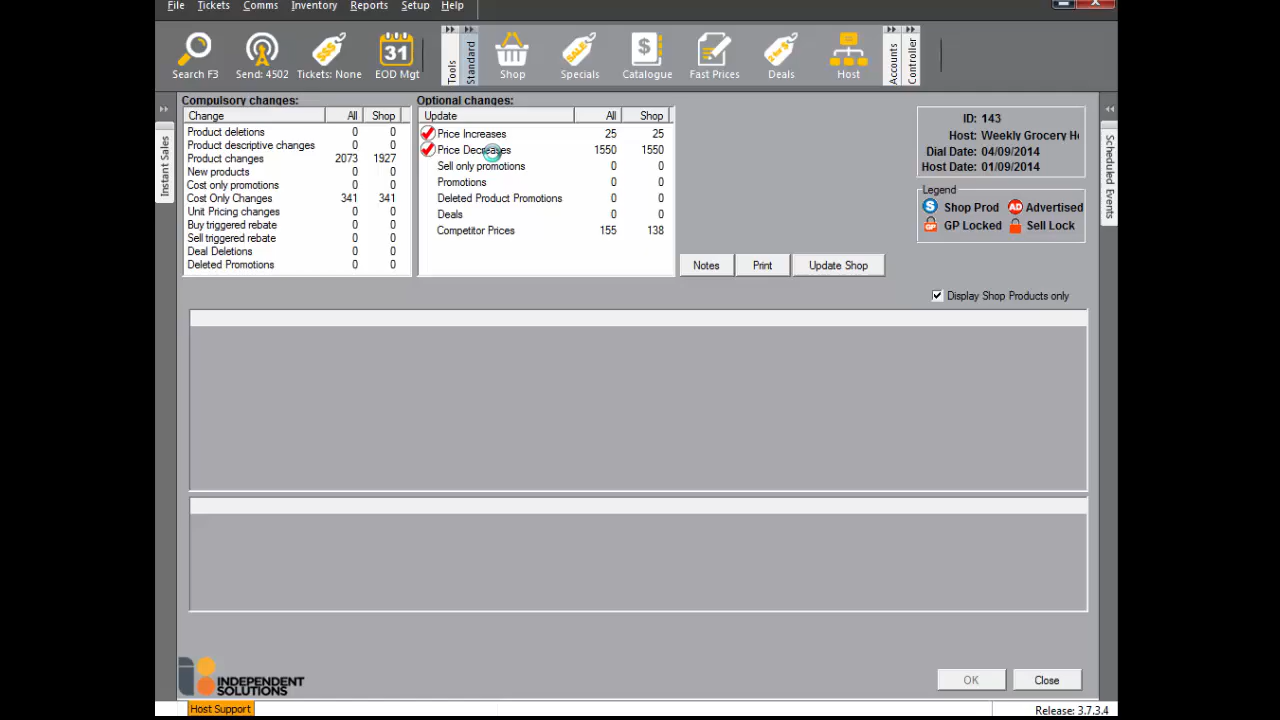 File Tickets Comms Inventory Reports Setup Help
Search F3 Send: 4502 Tickets: None 31 EOD Mgt Tools Standard Shop SALE Specials $ Catalogue Fast Prices 2 for $ Deals Host Accounts Controller
Instant Sales
Scheduled Events
Compulsory changes:
Change All Shop
Product deletions 0 0
Product descriptive changes 0 0
Product changes 2073 1927
New products 0 0
Cost only promotions 0 0
Cost Only Changes 341 341
Unit Pricing changes 0 0
Buy triggered rebate 0 0
Sell triggered rebate 0 0
Deal Deletions 0 0
Deleted Promotions 0 0
Optional changes:
Update All Shop
Price Increases 25 25
Price Decreases 1550 1550
Sell only promotions 0 0
Promotions 0 0
Deleted Product Promotions 0 0
Deals 0 0
Competitor Prices 155 138
Notes Print Update Shop
ID: 143
Host: Weekly Grocery
Dial Date: 04/09/2014
Host Date: 01/09/2014
Legend
S Shop Prod AD Advertised
GP GP Locked Sell Lock
Display Shop Products only
INDEPENDENT
SOLUTIONS
OK Close
Host Support
Release: 3.7.3.4